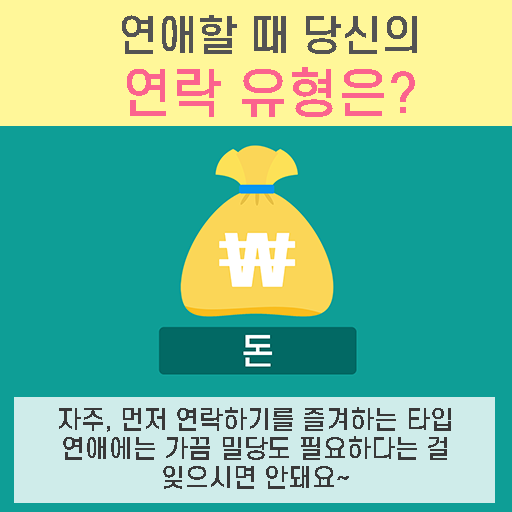 연애할 때 당신의
연락 유형은?
₩
돈
자주, 먼저 연락하기를 즐겨하는 타입
연애에는 가끔 밀당도 필요하다는 걸
잊으시면 안돼요~